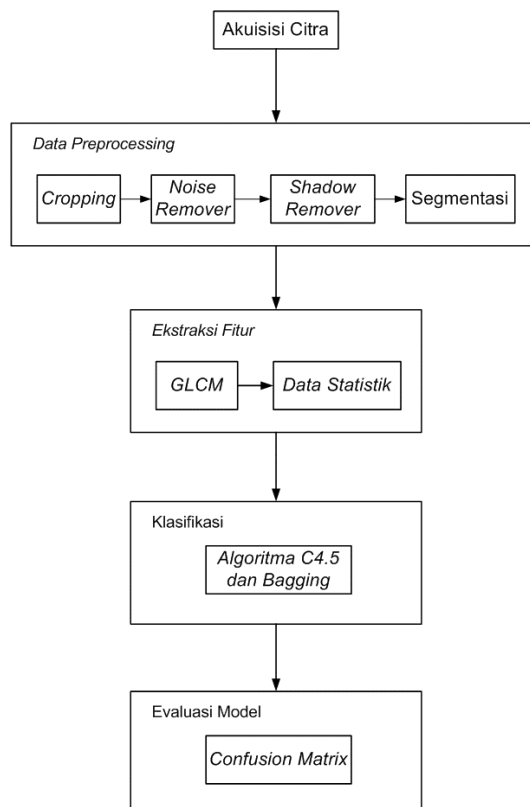 Akuisisi Citra
Data Preprocessing
Cropping
Noise
Remover
Shadow
Remover
Segmentasi
Ekstraksi Fitur
GLCM
Data Statistik
Klasifikasi
Algoritma C4.5
dan Bagging
Evaluasi Model
Confusion Matrix